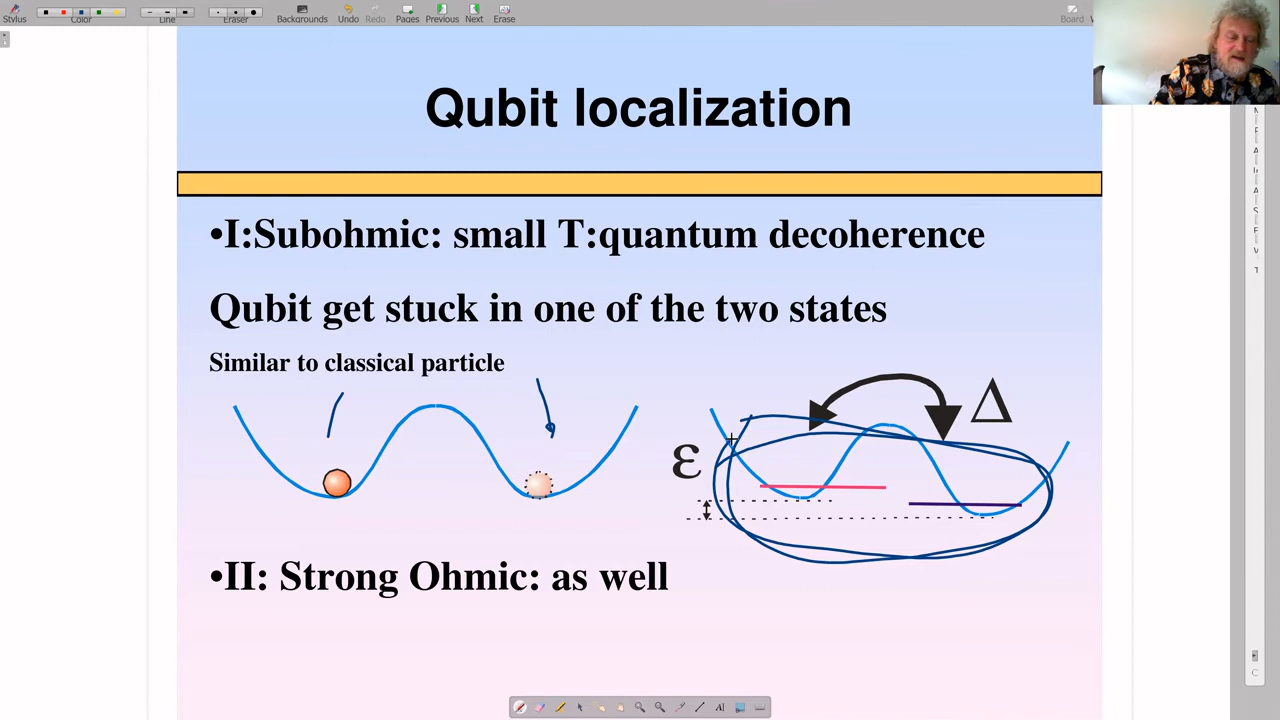 Stylus
Color
Line
Eraser
Backgrounds
Undo
Redo
Pages
Previous
Next
Erase
Board
Qubit localization
•I:Subohmic: small T:quantum decoherence
Qubit get stuck in one of the two states
Similar to classical particle
Δ
ε
•II: Strong Ohmic: as well